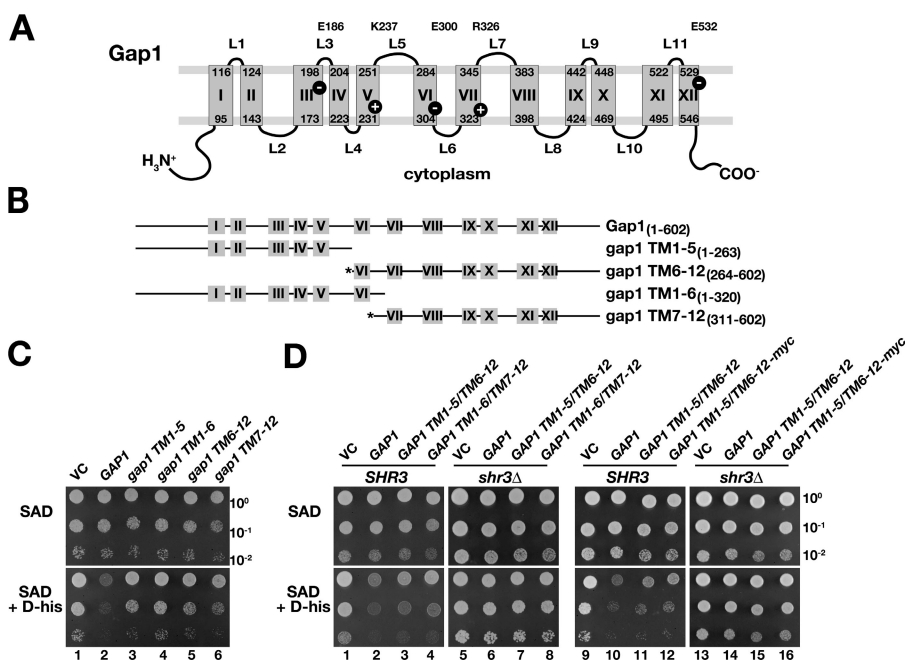 A
Gap1
E186 K237 E300 R326 E532
L1 L3 L5 L7 L9 L11
116 124 198 204 251 284 345 383 442 448 522 529
I II III IV V VI VII VIII IX X XI XII
- + - + -
95 143 173 223 231 304 323 398 424 469 495 546
L2 L4 L6 L8 L10
H3N+ cytoplasm COO-
B
I II III IV V VI VII VIII IX X XI XII Gap1(1-602)
I II III IV V gap1 TM1-5(1-263)
*VI VII VIII IX X XI XII gap1 TM6-12(264-602)
I II III IV V VI gap1 TM1-6(1-320)
* VII VIII IX X XI XII gap1 TM7-12(311-602)
C
VC GAP1 gap1 TM1-5 gap1 TM1-6 gap1 TM6-12 gap1 TM7-12
SAD
10^0
10^-1
10^-2
SAD
+ D-his
1 2 3 4 5 6
D
VC GAP1 GAP1 TM1-5/TM6-12 GAP1 TM1-6/TM7-12 VC GAP1 GAP1 TM1-5/TM6-12 GAP1 TM1-6/TM7-12 VC GAP1 GAP1 TM1-5/TM6-12 GAP1 TM1-5/TM6-12-myc VC GAP1 GAP1 TM1-5/TM6-12 GAP1 TM1-5/TM6-12-myc
SHR3 shr3Δ SHR3 shr3Δ
SAD
10^0
10^-1
10^-2
SAD
+ D-his
1 2 3 4 5 6 7 8 9 10 11 12 13 14 15 16